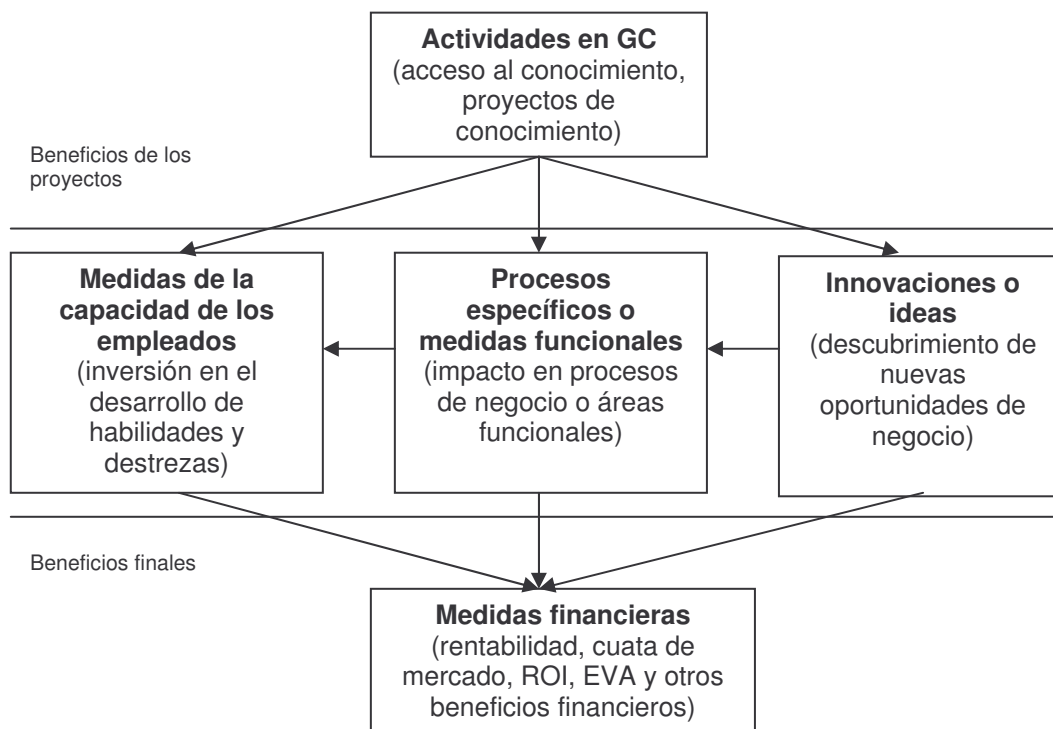 Actividades en GC
(acceso al conocimiento,
proyectos de
conocimiento)
Beneficios de los
proyectos
Medidas de la
capacidad de los
empleados
(inversión en el
desarrollo de
habilidades y
destrezas)
Procesos
específicos o
medidas funcionales
(impacto en procesos
de negocio o áreas
funcionales)
Innovaciones o
ideas
(descubrimiento de
nuevas
oportunidades de
negocio)
Beneficios finales
Medidas financieras
(rentabilidad, cuata de
mercado, ROI, EVA y otros
beneficios financieros)